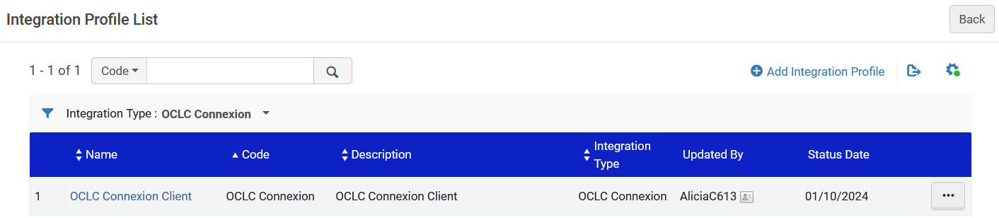 Integration Profile List
Back
1 - 1 of 1
Code
Add Integration Profile
Integration Type : OCLC Connexion
Name Code Description Integration Type Updated By Status Date
1 OCLC Connexion Client OCLC Connexion OCLC Connexion Client OCLC Connexion AliciaC613 01/10/2024